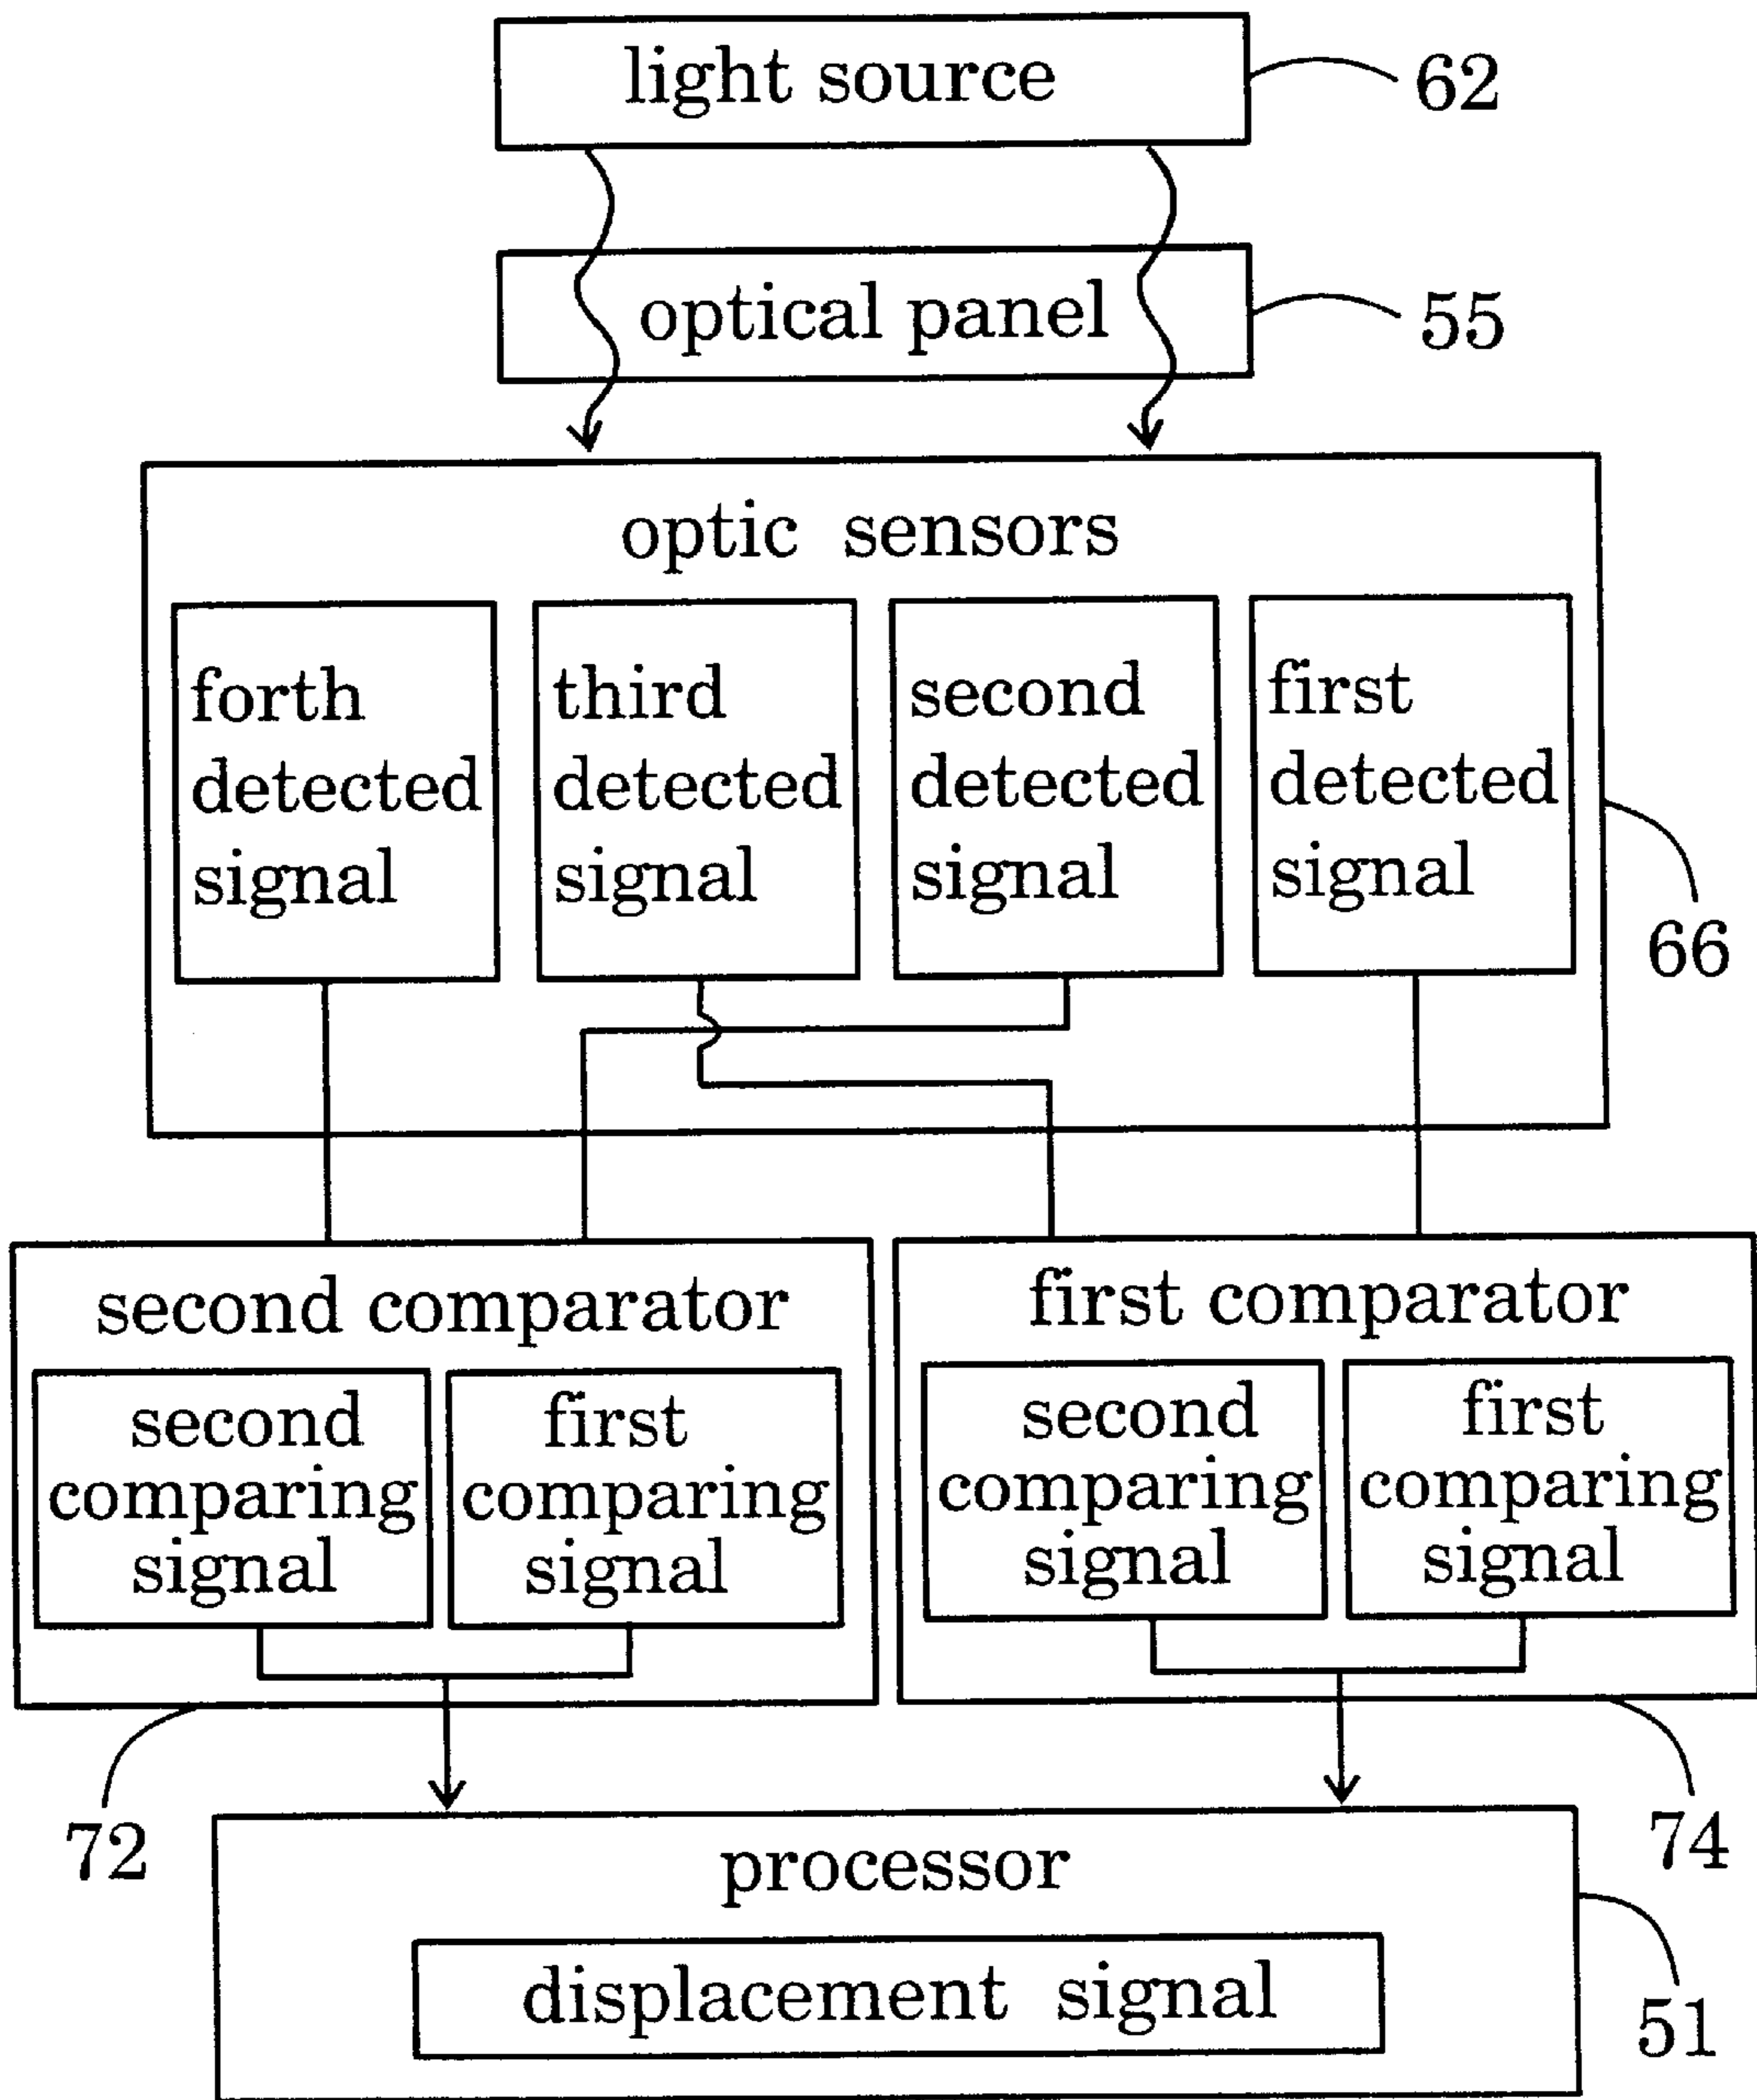 light source
62
optical panel
55
optic sensors
forth
detected
signal
third
detected
signal
second
detected
signal
first
detected
signal
66
second comparator
second
comparing
signal
first
comparing
signal
first comparator
second
comparing
signal
first
comparing
signal
72
74
processor
displacement signal
51